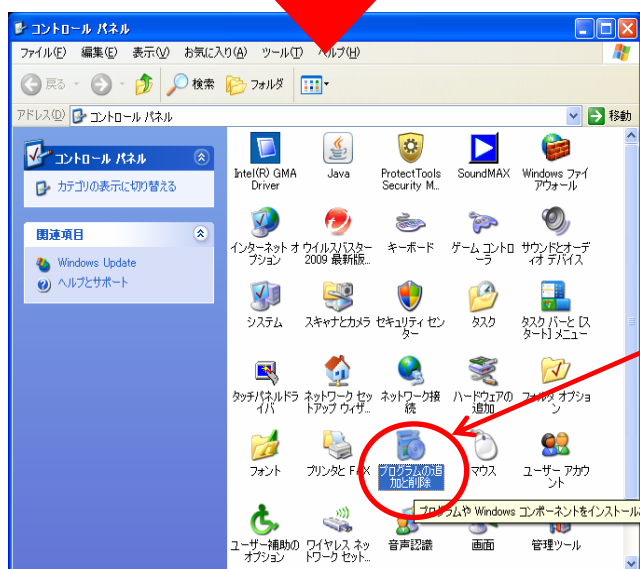 コントロール パネル
ファイル(F) 編集(E) 表示(V) お気に入り(A) ツール(T) ヘルプ(H)
戻る 検索 フォルダ
アドレス(D) コントロール パネル 移動
コントロール パネル
カテゴリの表示に切り替える
関連項目
Windows Update
ヘルプとサポート
Intel(R) GMA
Driver
Java
ProtectTools
Security M...
SoundMAX
Windows ファイ
アウォール
インターネット オ
プション
ウイルスバスター
2009 最新版...
キーボード
ゲーム コントロ
ーラ
サウンドとオーデ
ィオ デバイス
システム
スキャナとカメラ
セキュリティ セン
ター
タスク
タスク バーと [ス
タート] メニュー
タッチパネルドラ
イバ
ネットワーク セッ
トアップ ウィザ...
ネットワーク接
続
ハードウェアの
追加
フォルダ オプショ
ン
フォント
プリンタと FAX
プログラムの追
加と削除
マウス
ユーザー アカウ
ント
プログラムや Windows コンポーネントをインストール
ユーザー補助の
オプション
ワイヤレス ネッ
トワーク セット...
音声認識
画面
管理ツール